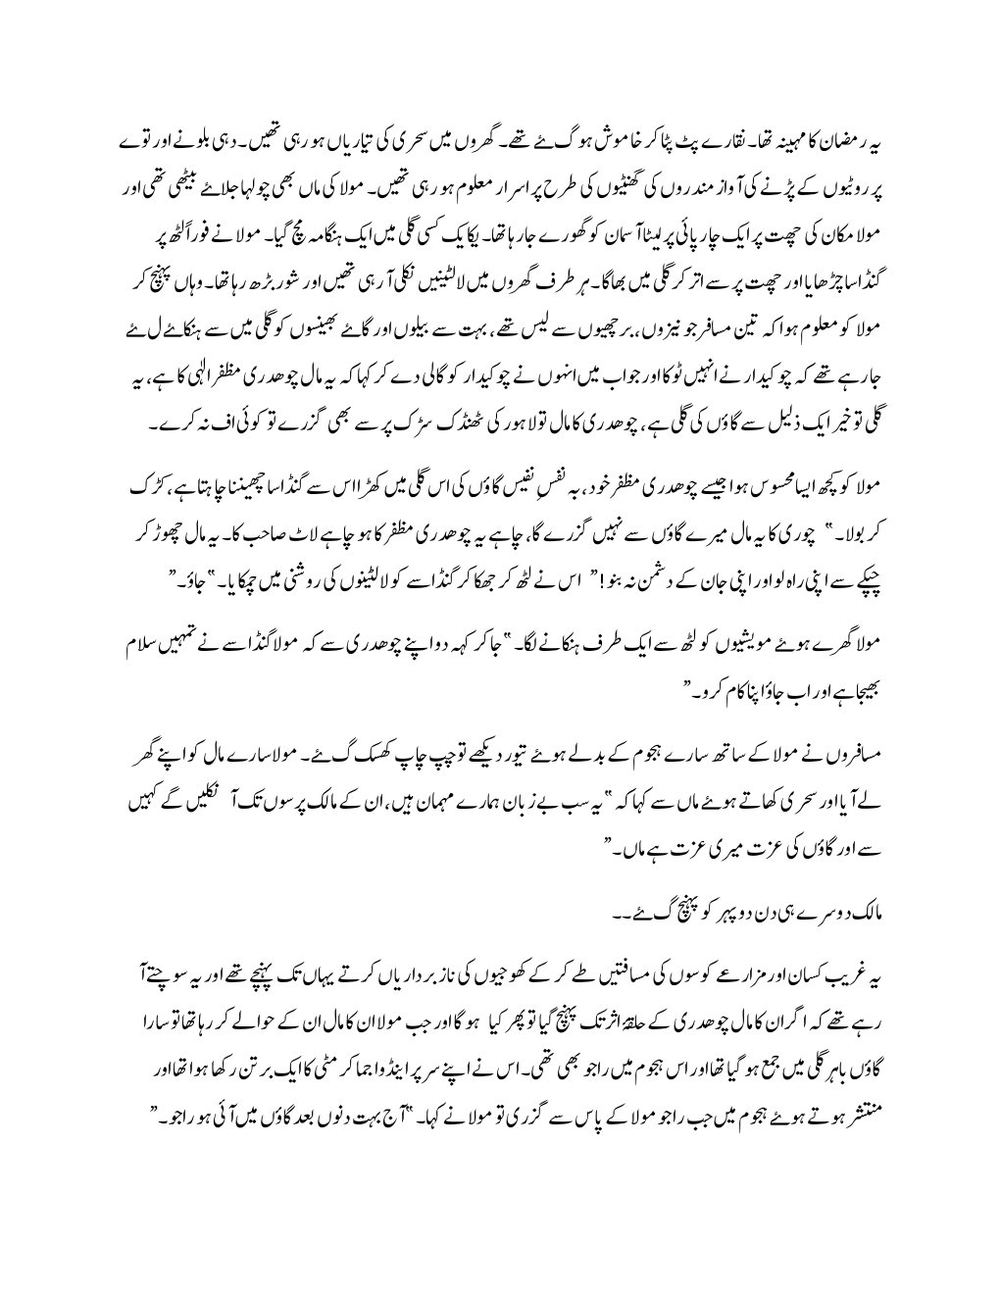 یہ رمضان کا مہینہ تھا۔ نقارے پٹ پٹا کر خاموش ہو گئے تھے۔ گھروں میں سحری کی تیاریاں ہو رہی تھیں۔ دہی بلونے اور توے
پر روٹیوں کے پڑنے کی آواز مندروں کی گھنٹیوں کی طرح پر اسرار معلوم ہو رہی تھیں۔ مولا کی ماں بھی چولہا جلائے بیٹھی تھی اور
مولا مکان کی چھت پر ایک چارپائی پر لیٹا آسمان کو گھورے جا رہا تھا۔ یکایک کسی گلی میں ایک ہنگامہ مچ گیا۔ مولا نے فوراً لٹھ پر
گنڈاسا چڑھایا اور چھت پر سے اتر کر گلی میں بھاگا۔ ہر طرف گھروں میں لالٹینیں نکلی آ رہی تھیں اور شور بڑھ رہا تھا۔ وہاں پہنچ کر
مولا کو معلوم ہوا کہ تین مسافر جو نیزوں، برچھیوں سے لیس تھے، بہت سے بیلوں اور گائے بھینسوں کو گلی میں سے ہنکائے لئے
جا رہے تھے کہ چوکیدار نے انہیں ٹوکا اور جواب میں انہوں نے چوکیدار کو گالی دے کر کہا کہ یہ مال چوھدری مظفر الٰہی کا ہے، یہ
گلی تو خیر ایک ذلیل سے گاؤں کی گلی ہے، چوھدری کا مال تو لاہور کی ٹھنڈک سڑک پر سے بھی گزرے تو کوئی اف نہ کرے۔
مولا کو کچھ ایسا محسوس ہوا جیسے چوھدری مظفر خود، بہ نفسِ نفیس گاؤں کی اس گلی میں کھڑا اس سے گنڈاسا چھیننا چاہتا ہے، کڑک
کر بولا۔ “ چوری کا یہ مال میرے گاؤں سے نہیں گزرے گا، چاہے یہ چوھدری مظفر کا ہو چاہے لاٹ صاحب کا۔ یہ مال چھوڑ کر
چپکے سے اپنی راہ لو اور اپنی جان کے دشمن نہ بنو!” اس نے لٹھ کر جھکا کر گنڈاسے کو لالٹینوں کی روشنی میں چمکایا۔ “جاؤ۔”
مولا گھرے ہوئے مویشیوں کو لٹھ سے ایک طرف ہنکانے لگا۔ “جا کر کہہ دو اپنے چوھدری سے کہ مولا گنڈاسے نے تمہیں سلام
بھیجا ہے اور اب جاؤ اپنا کام کرو۔”
مسافروں نے مولا کے ساتھ سارے ہجوم کے بدلے ہوئے تیور دیکھے تو چپ چاپ کھسک گئے۔ مولا سارے مال کو اپنے گھر
لے آیا اور سحری کھاتے ہوئے ماں سے کہا کہ “یہ سب بے زبان ہمارے مہمان ہیں، ان کے مالک پرسوں تک آ نکلیں گے کہیں
سے اور گاؤں کی عزت میری عزت ہے ماں۔”
مالک دوسرے ہی دن دوپہر کو پہنچ گئے۔۔
یہ غریب کسان اور مزارعے کوسوں کی مسافتیں طے کر کے کھوجیوں کی ناز برداریاں کرتے یہاں تک پہنچے تھے اور یہ سوچتے آ
رہے تھے کہ اگر ان کا مال چوھدری کے حلقۂ اثر تک پہنچ گیا تو پھر کیا ہو گا اور جب مولا ان کا مال ان کے حوالے کر رہا تھا تو سارا
گاؤں باہر گلی میں جمع ہو گیا تھا اور اس ہجوم میں راجو بھی تھی۔ اس نے اپنے سر پر اینڈوا جما کر مٹی کا ایک برتن رکھا ہوا تھا اور
منتشر ہوتے ہوئے ہجوم میں جب راجو مولا کے پاس سے گزری تو مولا نے کہا۔ “آج بہت دنوں بعد گاؤں میں آئی ہو راجو۔”